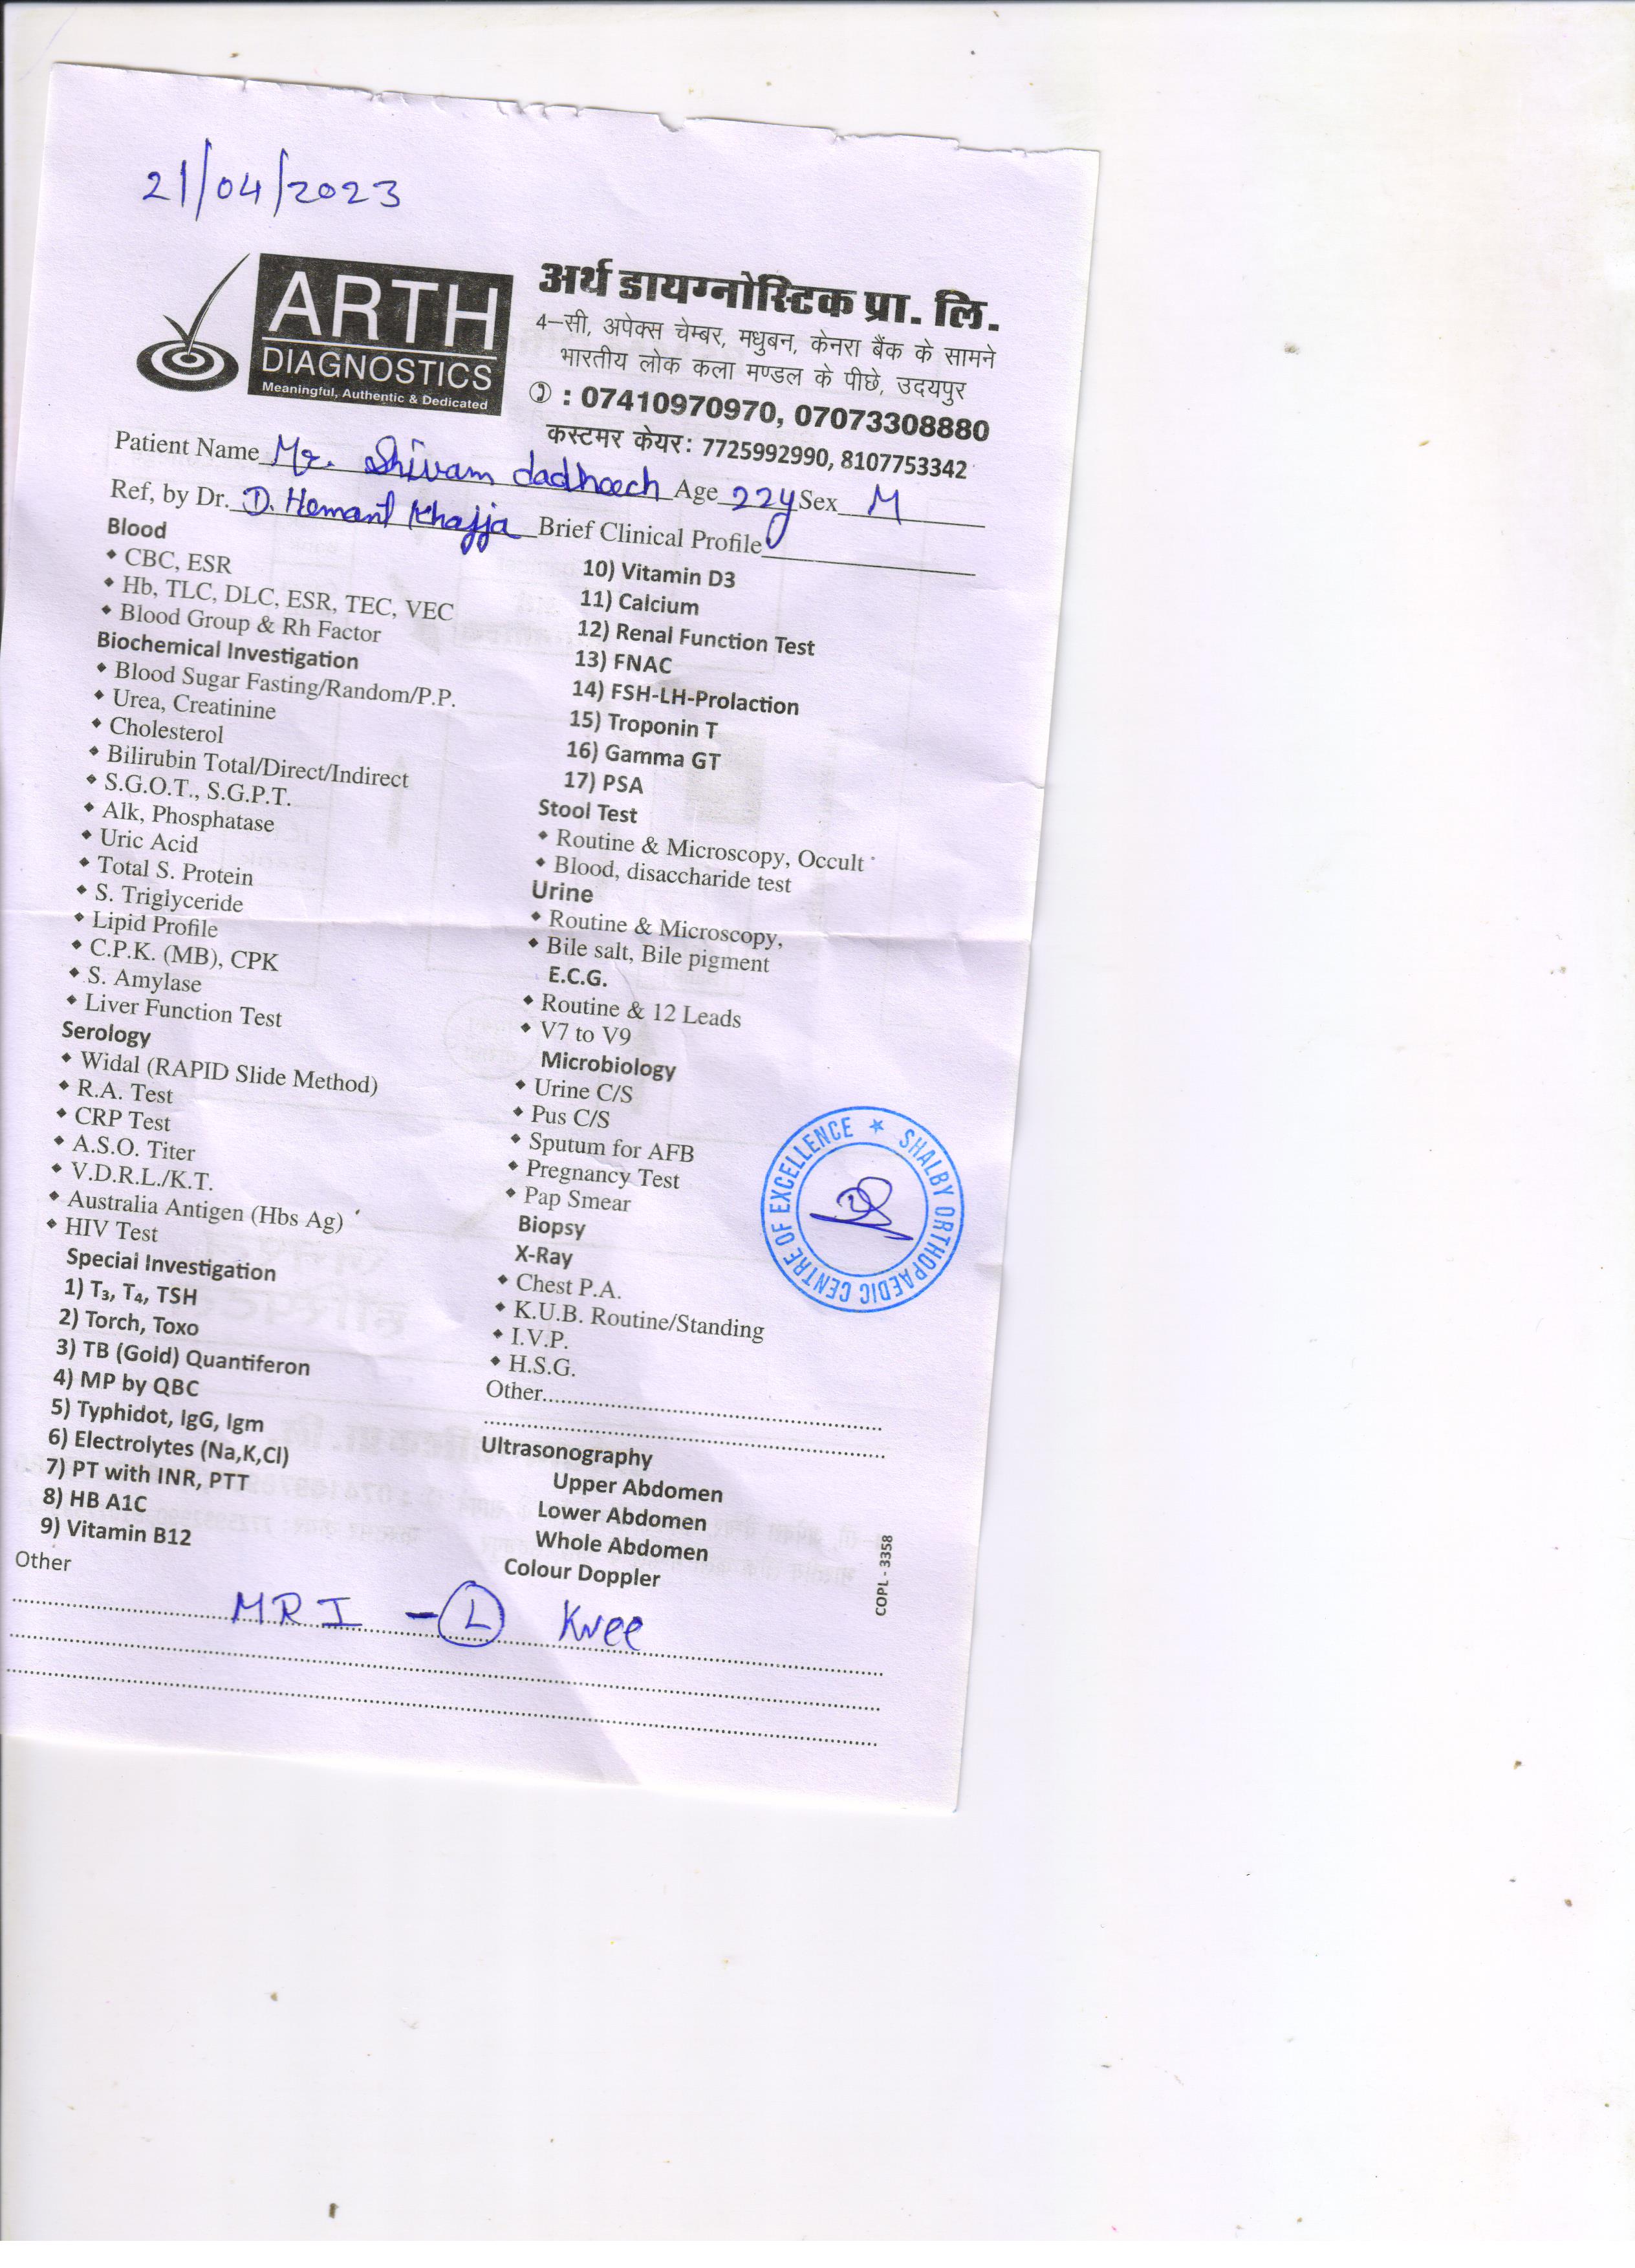 21/04/2023
ARTH
DIAGNOSTICS
Meaningful, Authentic & Dedicated
अर्थ डायग्नोस्टिक प्रा. लि.
4-सी, अपेक्स चेम्बर, मधुबन, केनरा बैंक के सामने
भारतीय लोक कला मण्डल के पीछे, उदयपुर
✆ : 07410970970, 07073308880
कस्टमर केयर: 7725992990, 8107753342
Patient Name Mr. Shivam dadheech Age 22y Sex M
Ref, by Dr. D. Hemant Khajja Brief Clinical Profile
Blood
• CBC, ESR
• Hb, TLC, DLC, ESR, TEC, VEC
• Blood Group & Rh Factor
Biochemical Investigation
• Blood Sugar Fasting/Random/P.P.
• Urea, Creatinine
• Cholesterol
• Bilirubin Total/Direct/Indirect
• S.G.O.T., S.G.P.T.
• Alk, Phosphatase
• Uric Acid
• Total S. Protein
• S. Triglyceride
• Lipid Profile
• C.P.K. (MB), CPK
• S. Amylase
• Liver Function Test
Serology
• Widal (RAPID Slide Method)
• R.A. Test
• CRP Test
• A.S.O. Titer
• V.D.R.L./K.T.
• Australia Antigen (Hbs Ag)
• HIV Test
Special Investigation
1) T₃, T₄, TSH
2) Torch, Toxo
3) TB (Gold) Quantiferon
4) MP by QBC
5) Typhidot, IgG, Igm
6) Electrolytes (Na,K,Cl)
7) PT with INR, PTT
8) HB A1C
9) Vitamin B12
10) Vitamin D3
11) Calcium
12) Renal Function Test
13) FNAC
14) FSH-LH-Prolaction
15) Troponin T
16) Gamma GT
17) PSA
Stool Test
• Routine & Microscopy, Occult
• Blood, disaccharide test
Urine
• Routine & Microscopy,
• Bile salt, Bile pigment
E.C.G.
• Routine & 12 Leads
• V7 to V9
Microbiology
• Urine C/S
• Pus C/S
• Sputum for AFB
• Pregnancy Test
• Pap Smear
Biopsy
X-Ray
• Chest P.A.
• K.U.B. Routine/Standing
• I.V.P.
• H.S.G.
Other
Ultrasonography
Upper Abdomen
Lower Abdomen
Whole Abdomen
Colour Doppler
SHALBY ORTHOPAEDIC CENTRE OF EXCELLENCE ★
COPL - 3358
Other
MRI - L Knee